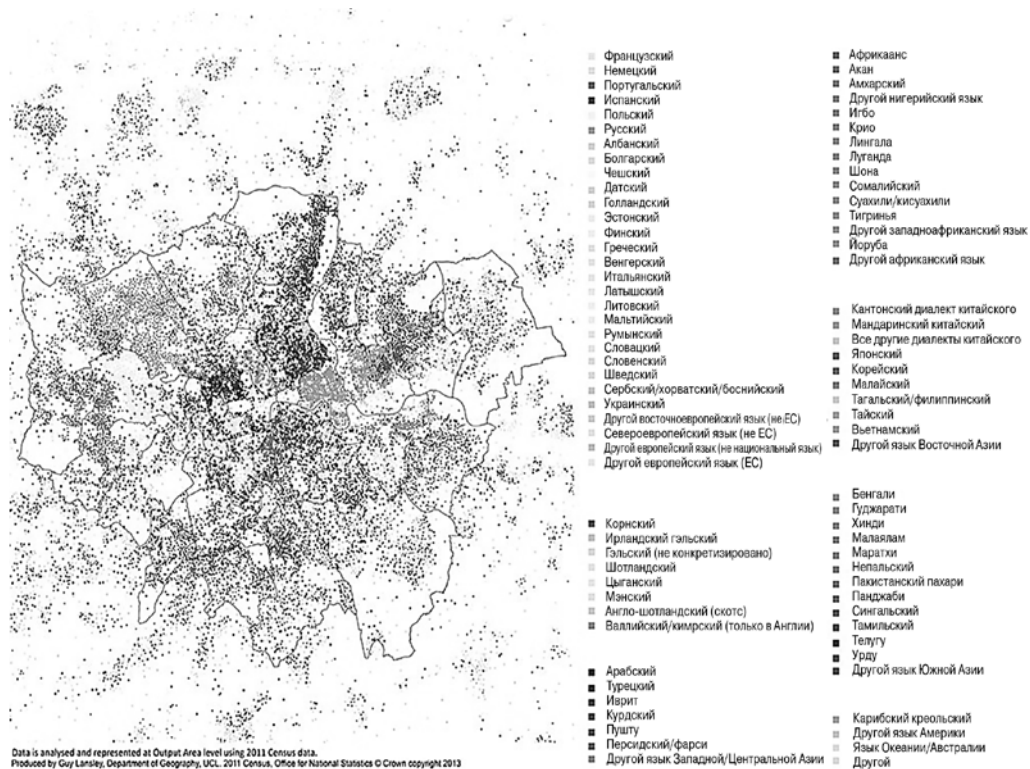 Французский
Немецкий
Португальский
Испанский
Польский
Русский
Албанский
Болгарский
Чешский
Датский
Голландский
Эстонский
Финский
Греческий
Венгерский
Итальянский
Латышский
Литовский
Мальтийский
Румынский
Словацкий
Словенский
Шведский
Сербский/хорватский/боснийский
Украинский
Другой восточноевропейский язык (не ЕС)
Североевропейский язык (не ЕС)
Другой европейский язык (не национальный язык)
Другой европейский язык (ЕС)
Корнский
Ирландский гэльский
Гэльский (не конкретизировано)
Шотландский
Цыганский
Мэнский
Англо-шотландский (скотс)
Валлийский/кимрский (только в Англии)
Арабский
Турецкий
Иврит
Курдский
Пушту
Персидский/фарси
Другой язык Западной/Центральной Азии
Африкаанс
Акан
Амхарский
Другой нигерийский язык
Игбо
Крио
Лингала
Луганда
Шона
Сомалийский
Суахили/кисуахили
Тигринья
Другой западноафриканский язык
Йоруба
Другой африканский язык
Кантонский диалект китайского
Мандаринский китайский
Все другие диалекты китайского
Японский
Корейский
Малайский
Тагальский/филиппинский
Тайский
Вьетнамский
Другой язык Восточной Азии
Бенгали
Гуджарати
Хинди
Малаялам
Маратхи
Непальский
Пакистанский пахари
Панджаби
Сингальский
Тамильский
Телугу
Урду
Другой язык Южной Азии
Карибский креольский
Другой язык Америки
Язык Океании/Австралии
Другой
Data is analysed and represented at Output Area level using 2011 Census data.
Produced by Guy Lansley, Department of Geography, UCL. 2011 Census, Office for National Statistics © Crown copyright 2013